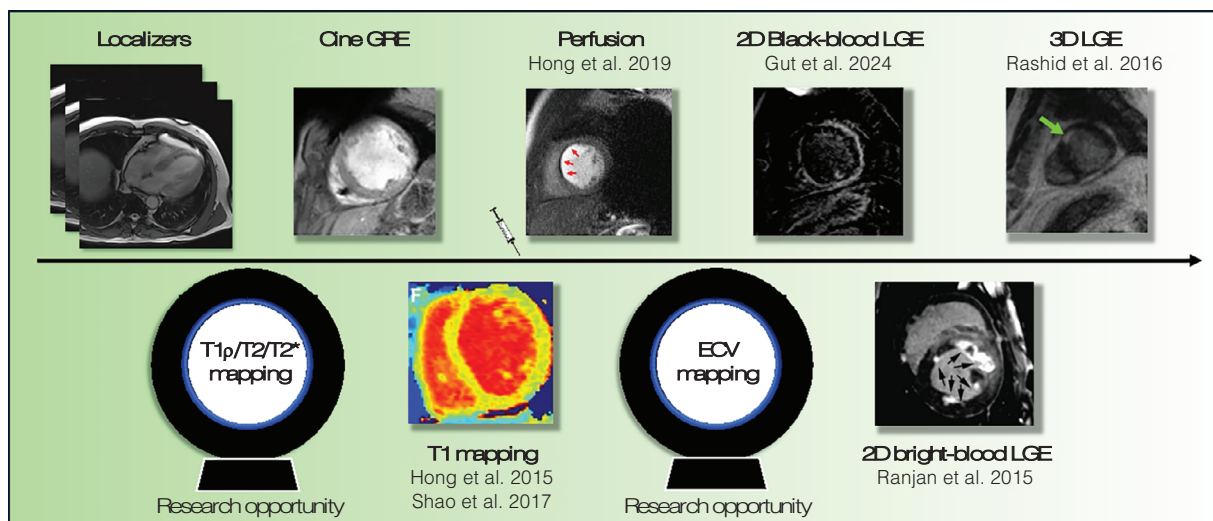 Localizers
Cine GRE
Perfusion
Hong et al. 2019
2D Black-blood LGE
Gut et al. 2024
3D LGE
Rashid et al. 2016
T1ρ/T2/T2*
mapping
Research opportunity
F
T1 mapping
Hong et al. 2015
Shao et al. 2017
ECV
mapping
Research opportunity
2D bright-blood LGE
Ranjan et al. 2015